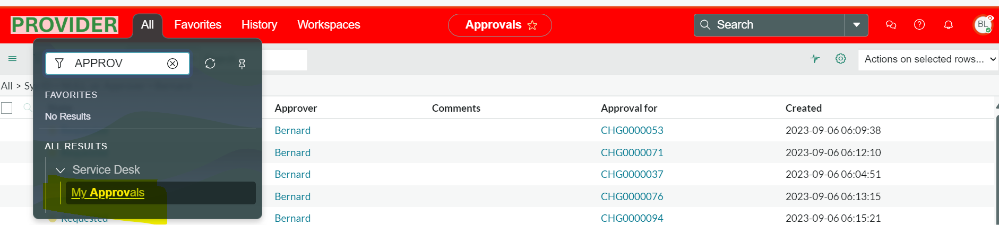 PROVIDER All Favorites History Workspaces Approvals Search BL
APPROV Actions on selected rows...
All > Sy
FAVORITES
Approver Comments Approval for Created
No Results
Bernard CHG0000053 2023-09-06 06:09:38
ALL RESULTS
Bernard CHG0000071 2023-09-06 06:12:10
Service Desk
Bernard CHG0000037 2023-09-06 06:04:51
My Approvals
Bernard CHG0000076 2023-09-06 06:13:15
Requested Bernard CHG0000094 2023-09-06 06:15:21